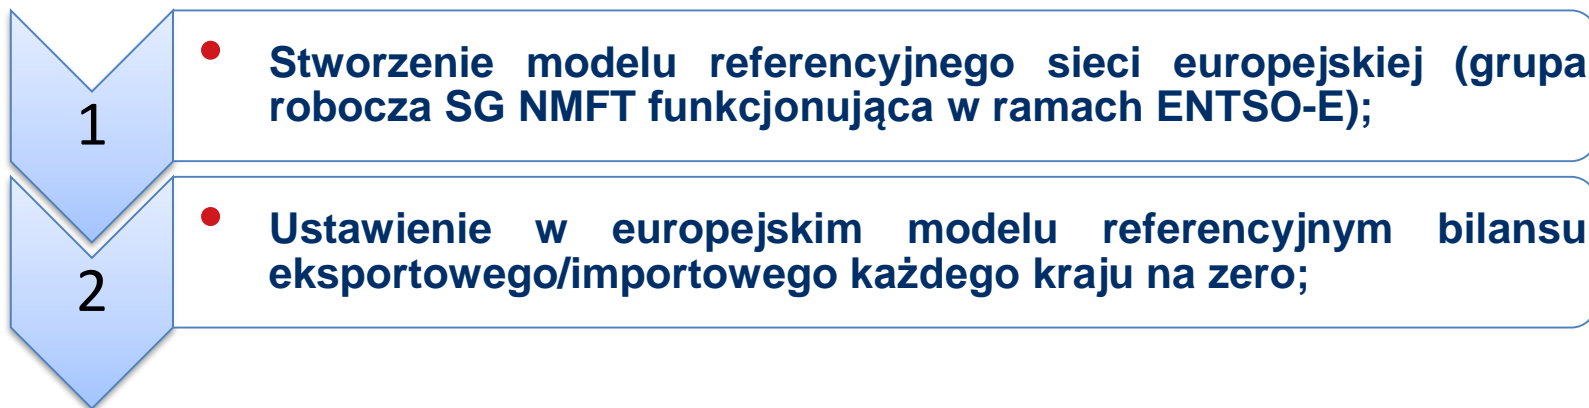 1
• Stworzenie modelu referencyjnego sieci europejskiej (grupa
robocza SG NMFT funkcjonująca w ramach ENTSO-E);
2
• Ustawienie w europejskim modelu referencyjnym bilansu
eksportowego/importowego każdego kraju na zero;